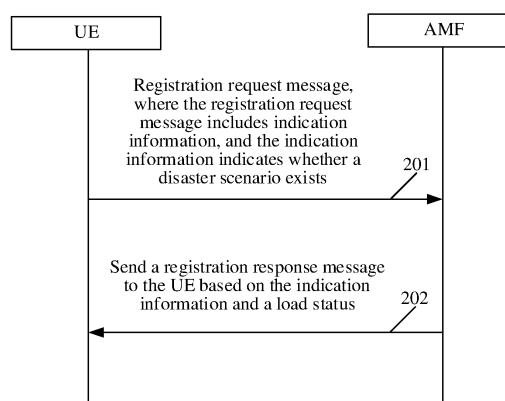 UE
AMF
Registration request message,
where the registration request
message includes indication
information, and the indication
information indicates whether a
disaster scenario exists
201
Send a registration response message
to the UE based on the indication
information and a load status
202